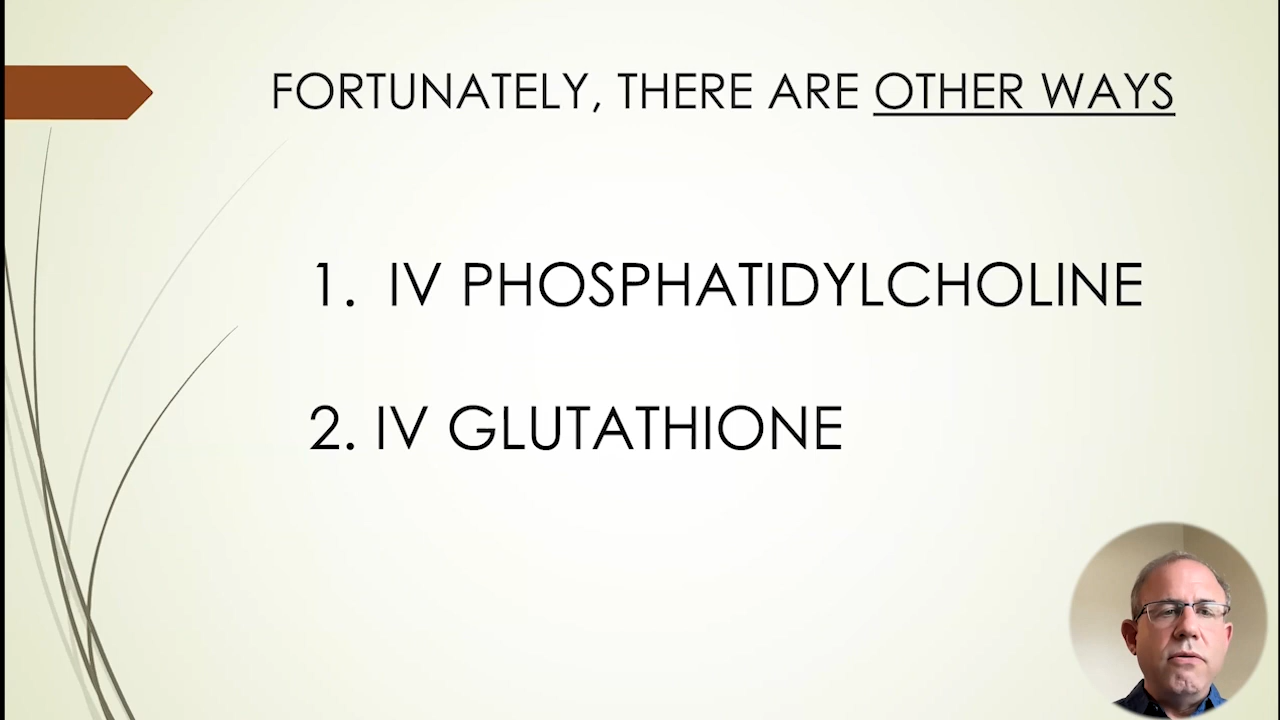 FORTUNATELY, THERE ARE OTHER WAYS
1. IV PHOSPHATIDYLCHOLINE
2. IV GLUTATHIONE